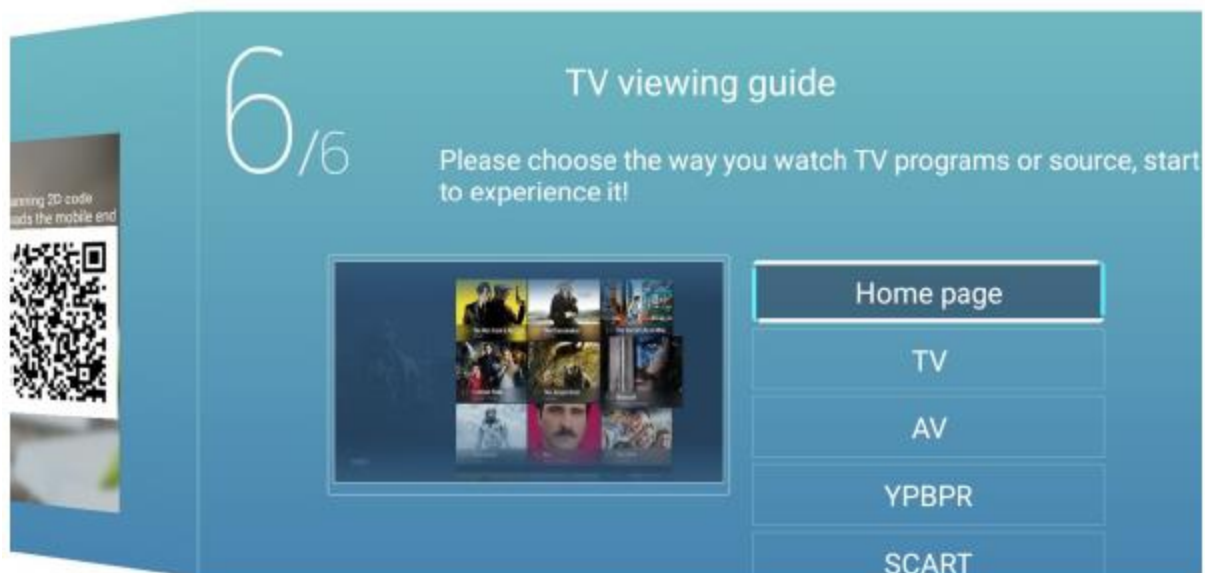 6/6
TV viewing guide
Please choose the way you watch TV programs or source, start
to experience it!
anning 2D code
ads the mobile end
Home page
TV
AV
YPBPR
SCART